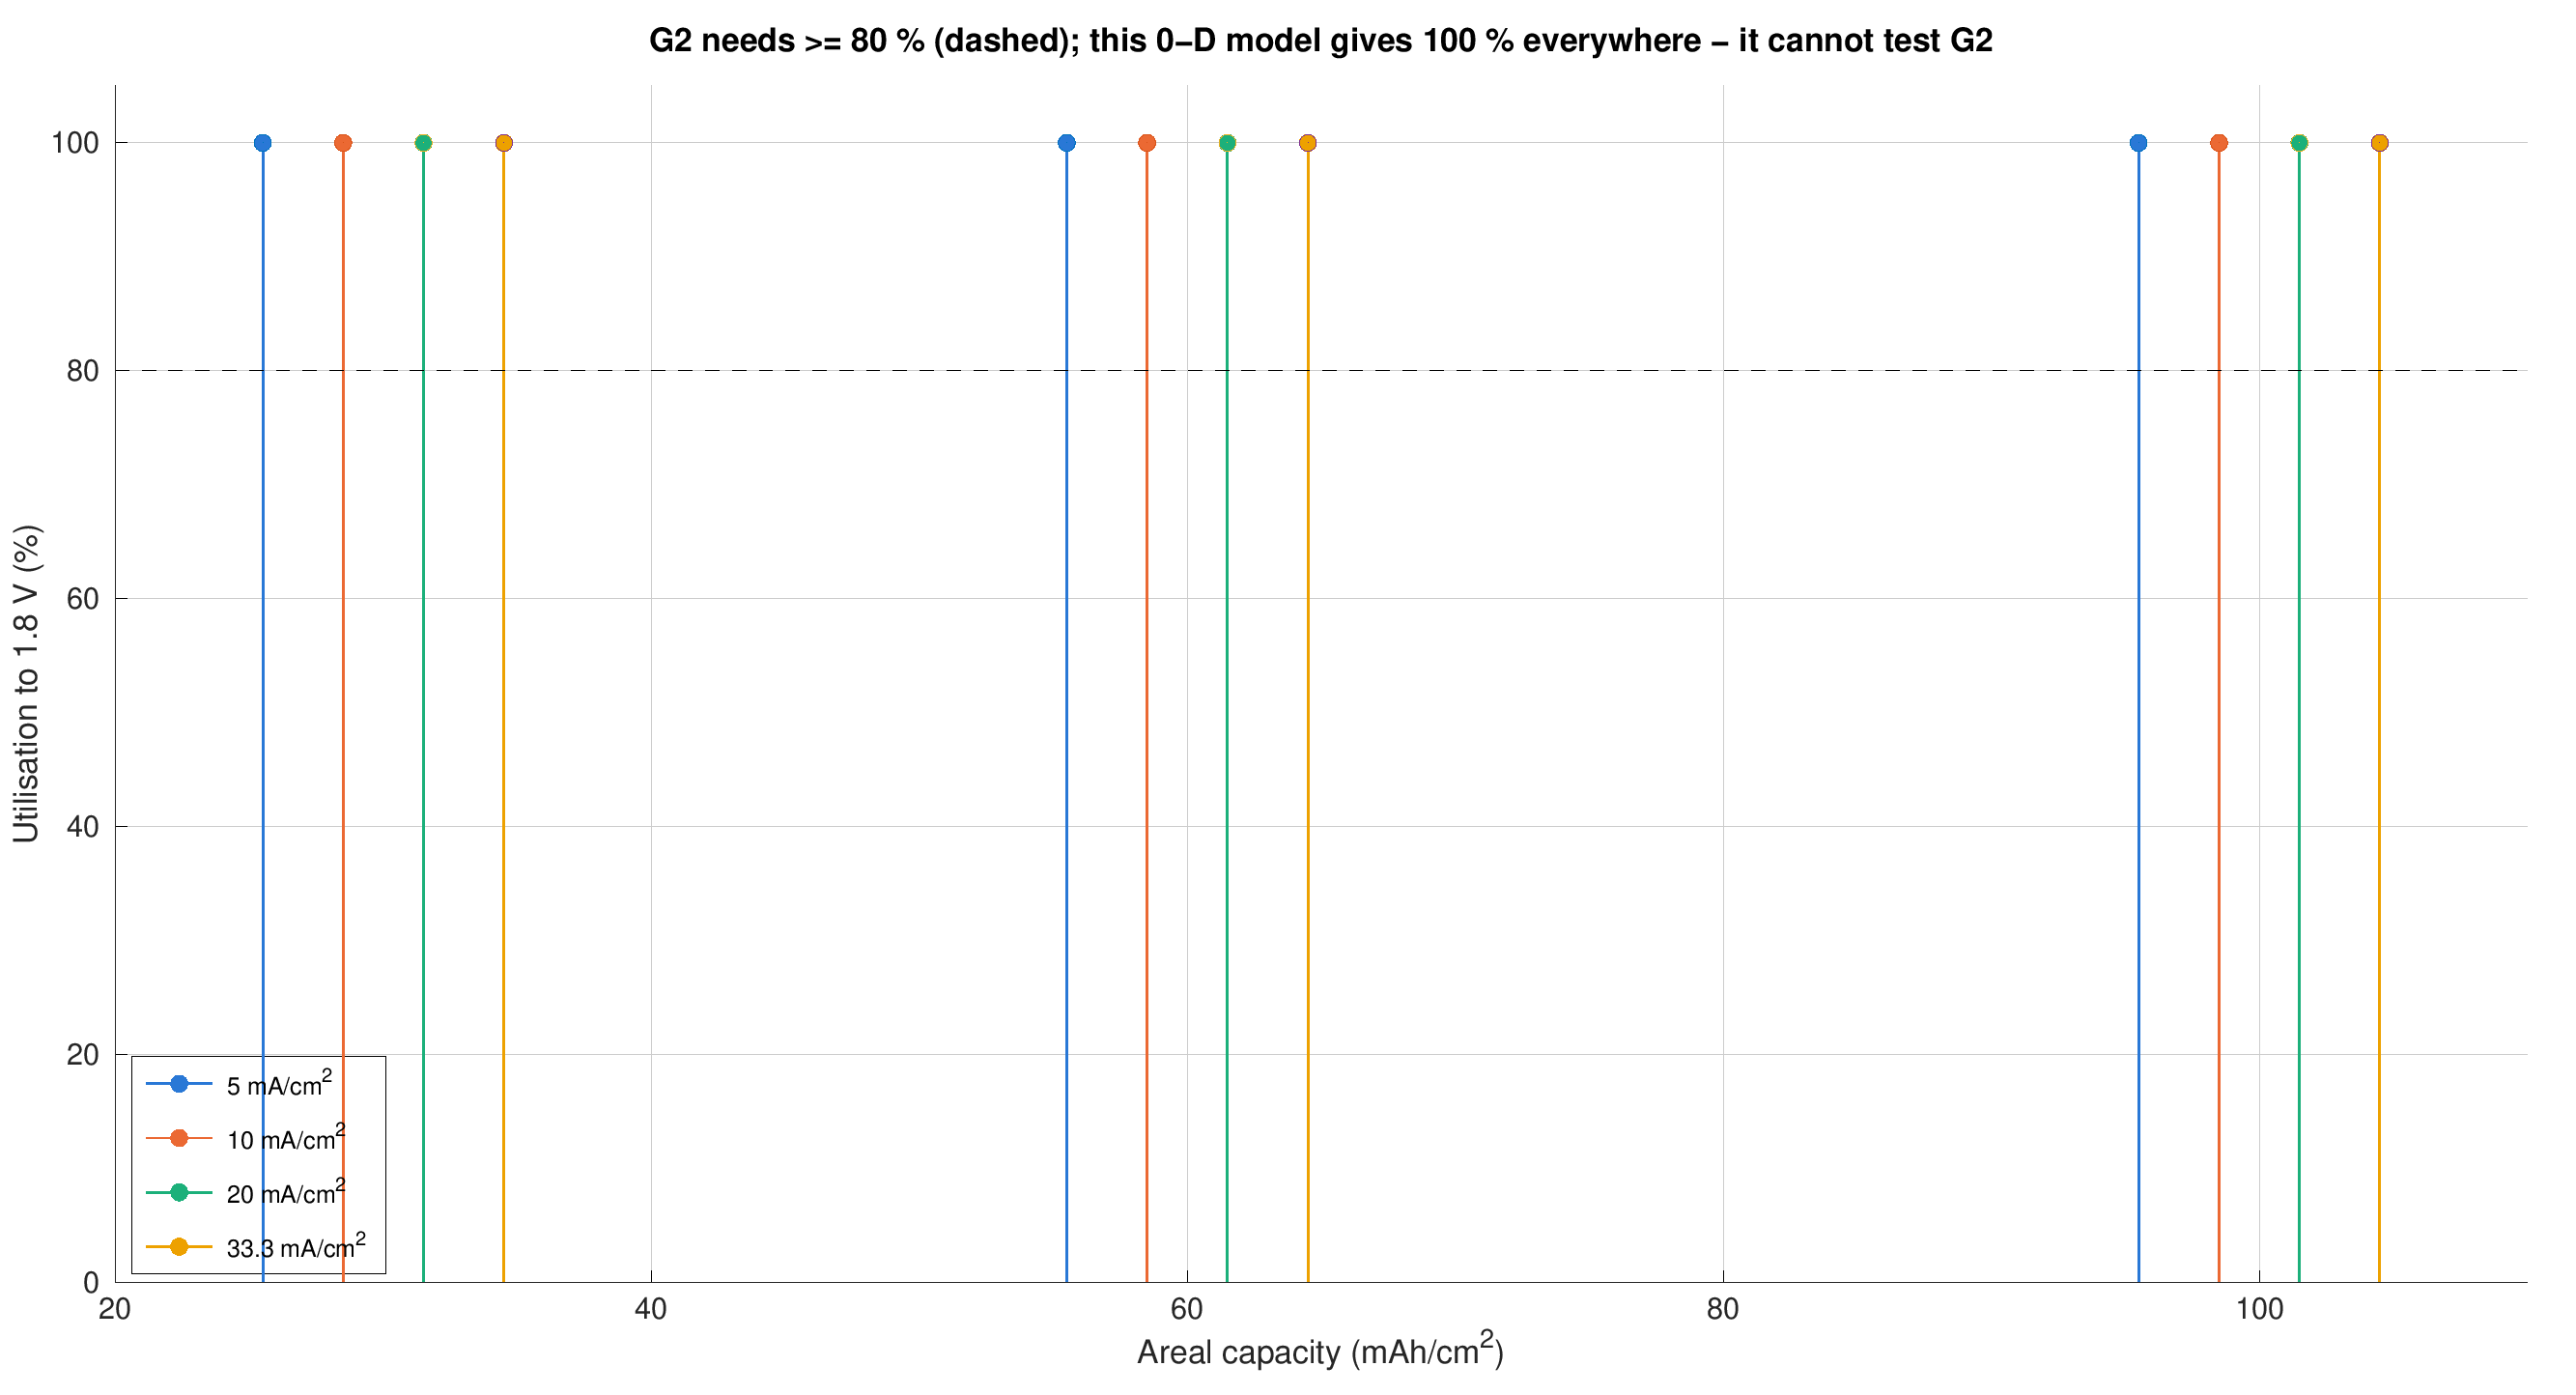 G2 needs >= 80 % (dashed); this 0−D model gives 100 % everywhere − it cannot test G2
100
80
60
40
20
0
Utilisation to 1.8 V (%)
5 mA/cm²
10 mA/cm²
20 mA/cm²
33.3 mA/cm²
20 40 60 80 100
Areal capacity (mAh/cm²)